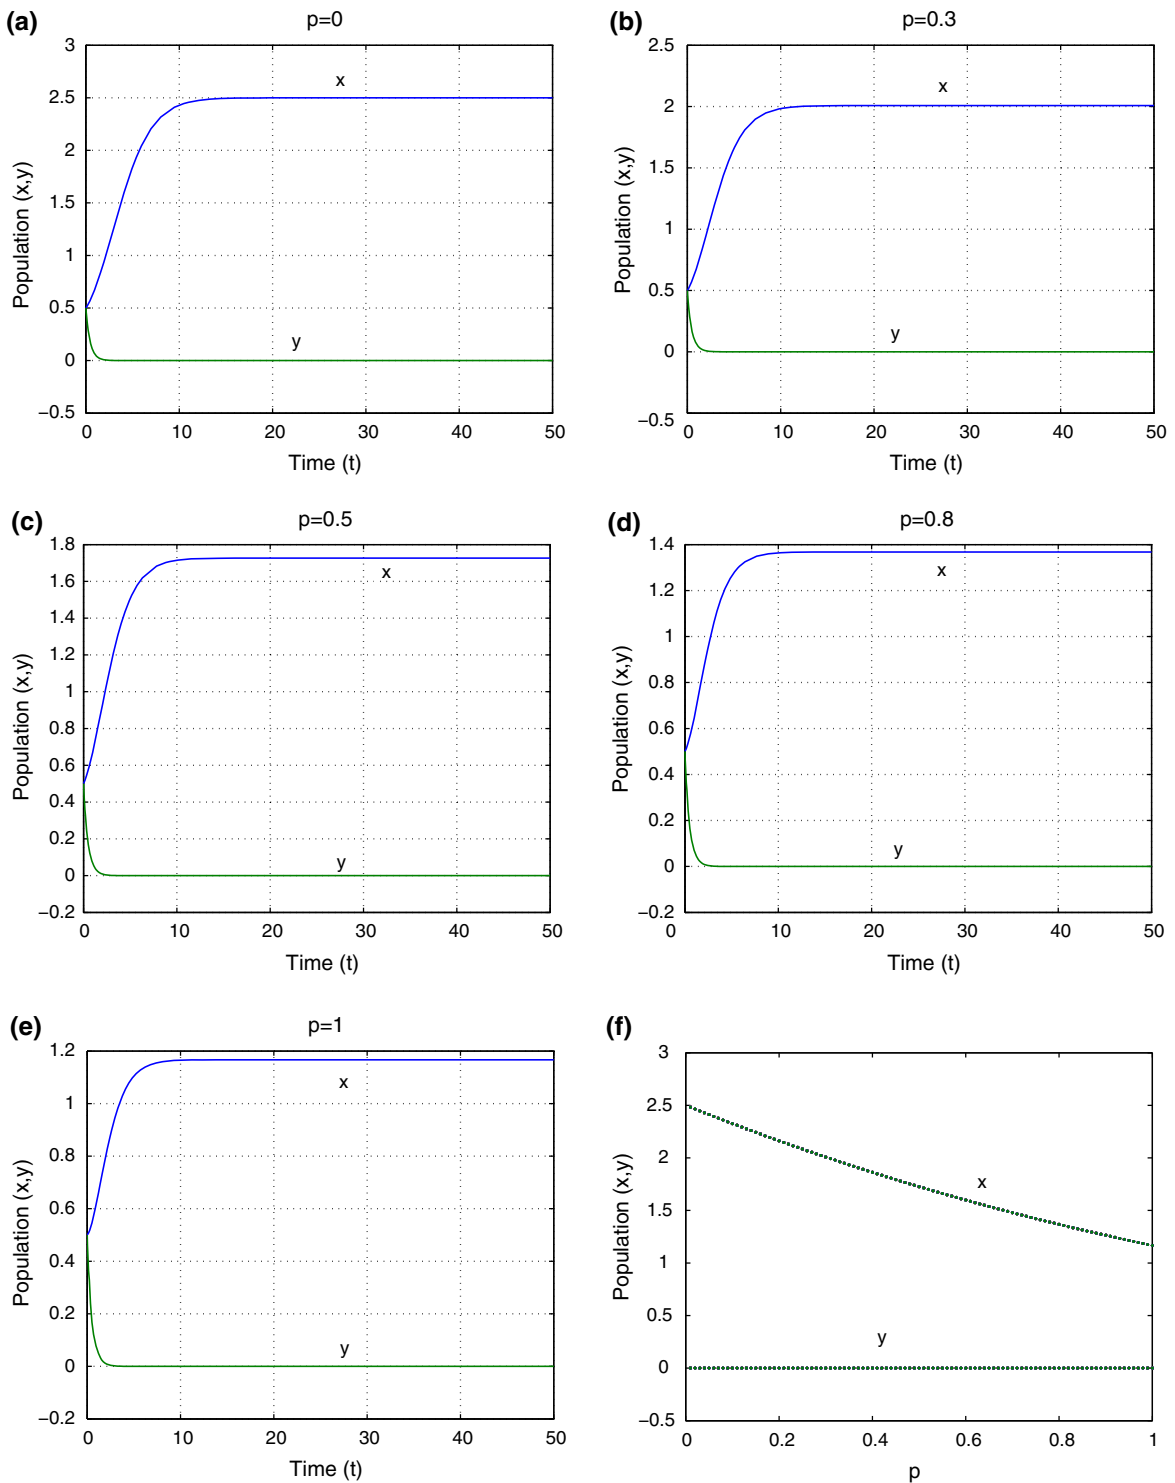 (a)
p=0
3
2.5
2
1.5
1
0.5
0
−0.5
x
y
Population (x,y)
0 10 20 30 40 50
Time (t)
(b)
p=0.3
2.5
2
1.5
1
0.5
0
−0.5
x
y
Population (x,y)
0 10 20 30 40 50
Time (t)
(c)
p=0.5
1.8
1.6
1.4
1.2
1
0.8
0.6
0.4
0.2
0
−0.2
x
y
Population (x,y)
0 10 20 30 40 50
Time (t)
(d)
p=0.8
1.4
1.2
1
0.8
0.6
0.4
0.2
0
−0.2
x
y
Population (x,y)
0 10 20 30 40 50
Time (t)
(e)
p=1
1.2
1
0.8
0.6
0.4
0.2
0
−0.2
x
y
Population (x,y)
0 10 20 30 40 50
Time (t)
(f)
3
2.5
2
1.5
1
0.5
0
−0.5
x
y
Population (x,y)
0 0.2 0.4 0.6 0.8 1
p